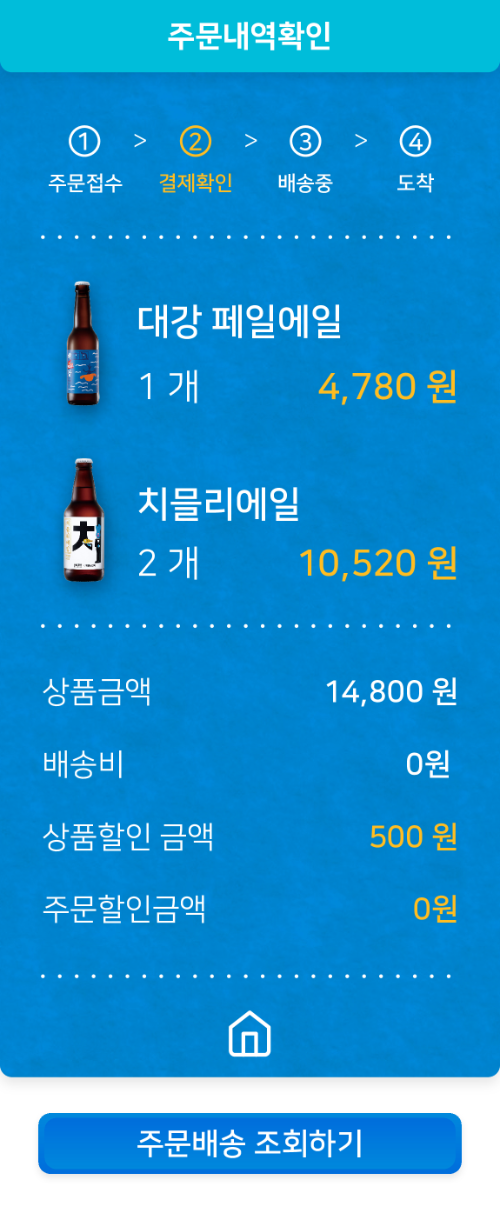 주문내역확인
① > ② > ③ > ④
주문접수 결제확인 배송중 도착
대강 페일에일
1 개 4,780 원
치믈리에일
2 개 10,520 원
상품금액 14,800 원
배송비 0원
상품할인 금액 500 원
주문할인금액 0원
주문배송 조회하기